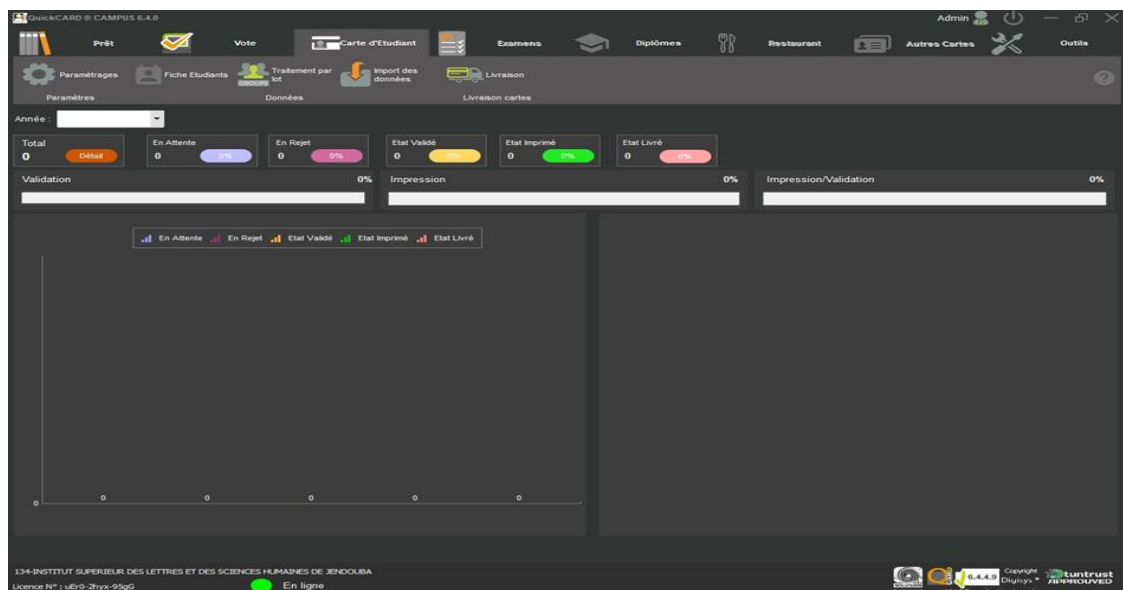 QuickCARD ® CAMPUS 6.4.0
Admin
Prêt
Vote
Carte d'Etudiant
Examens
Diplômes
Restaurant
Autres Cartes
Outils
Paramétrages
Fiche Etudiants
GROUPE
Traitement par lot
Import des données
Livraison
Paramètres
Données
Livraison cartes
Année :
Total
0
Détail
En Attente
0
0%
En Rejet
0
0%
Etat Validé
0
0%
Etat Imprimé
0
0%
Etat Livré
0
0%
Validation
0%
Impression
0%
Impression/Validation
0%
En Attente
En Rejet
Etat Validé
Etat Imprimé
Etat Livré
0
0
0
0
0
0
134-INSTITUT SUPERIEUR DES LETTRES ET DES SCIENCES HUMAINES DE JENDOUBA
Licence N° : uEr0-2hyx-95gG
En ligne
6.4.4.9
Copyright
tuntrust
APPROUVED